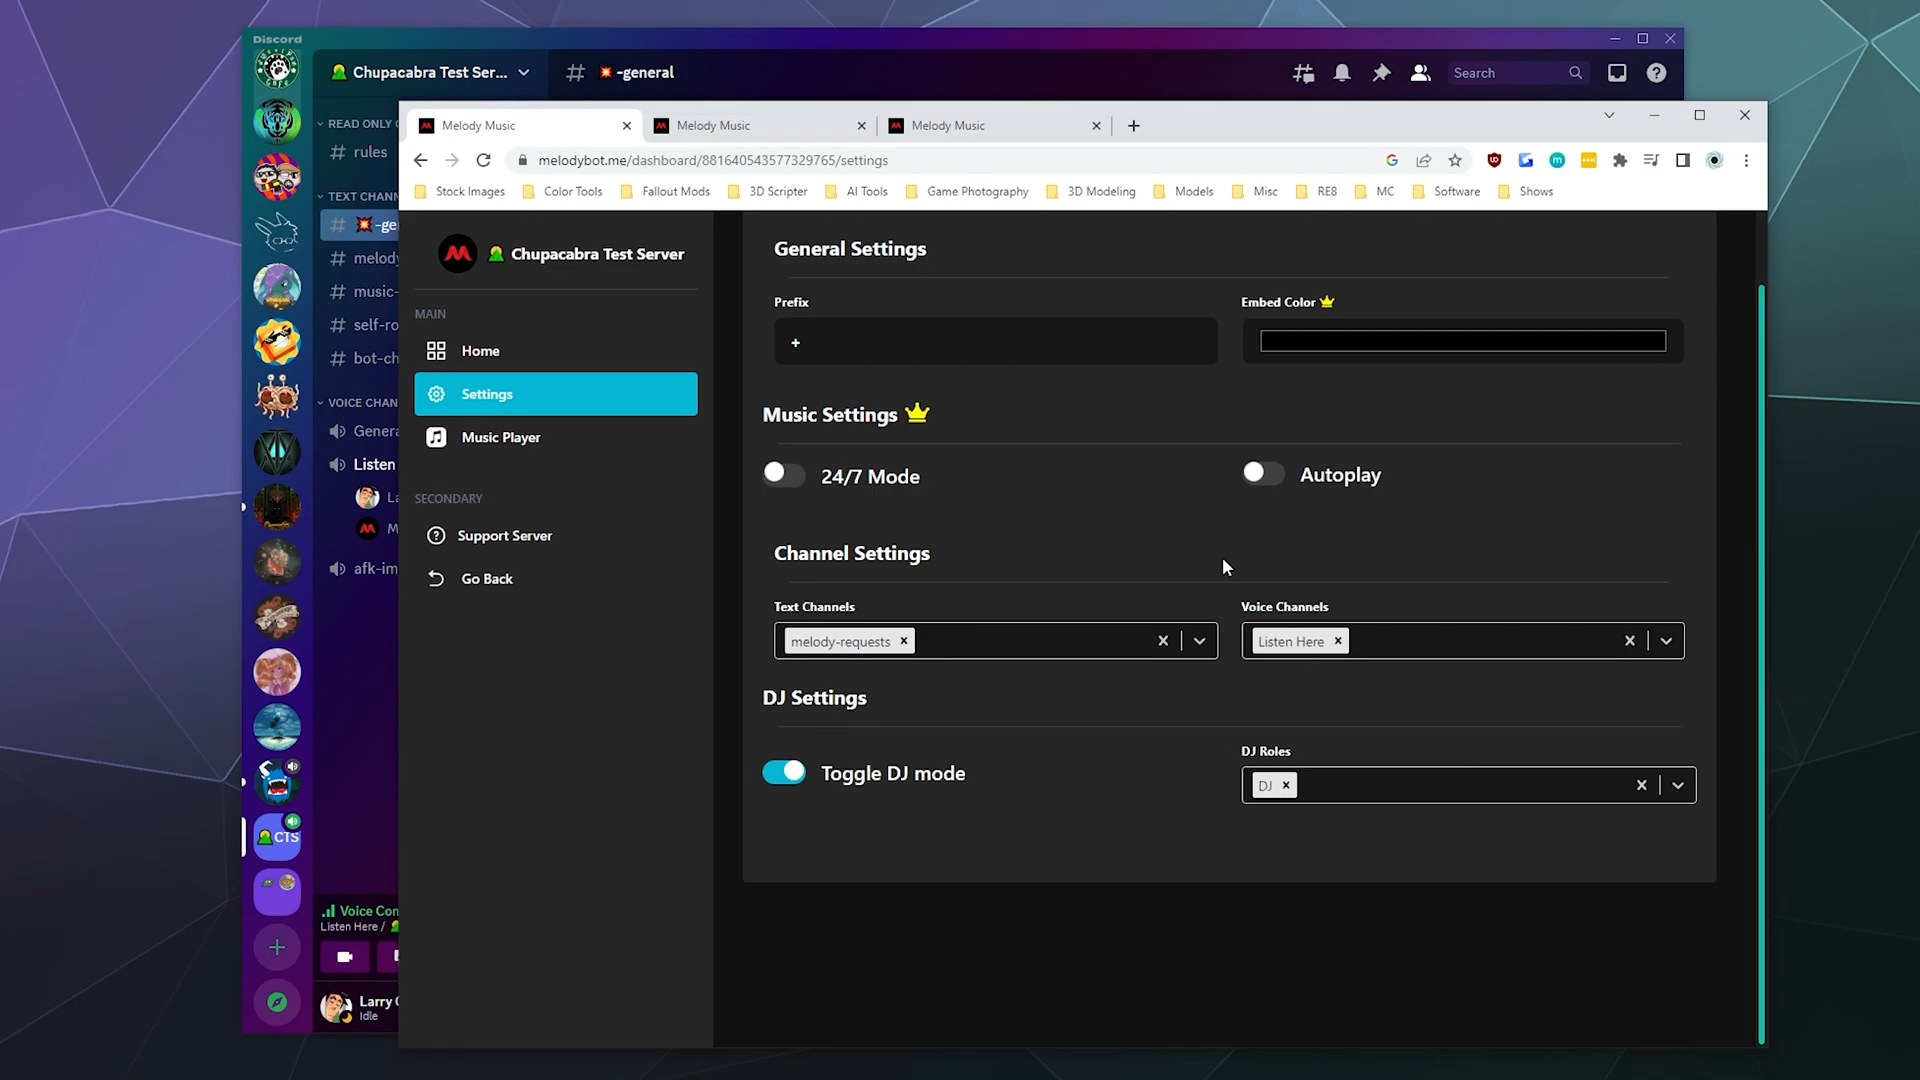 Discord
Chupacabra Test Ser...
-general
Search
READ ONLY
rules
TEXT CHANN
-ge
melody
music-
self-ro
bot-ch
VOICE CHAN
Genera
Listen
La
M
afk-im
Voice Con
Listen Here /
Larry
Idle
CTS
Melody Music
Melody Music
Melody Music
melodybot.me/dashboard/881640543577329765/settings
Stock Images
Color Tools
Fallout Mods
3D Scripter
AI Tools
Game Photography
3D Modeling
Models
Misc
RE8
MC
Software
Shows
Chupacabra Test Server
MAIN
Home
Settings
Music Player
SECONDARY
Support Server
Go Back
General Settings
Prefix
+
Embed Color
Music Settings
24/7 Mode
Autoplay
Channel Settings
Text Channels
melody-requests
Voice Channels
Listen Here
DJ Settings
Toggle DJ mode
DJ Roles
DJ